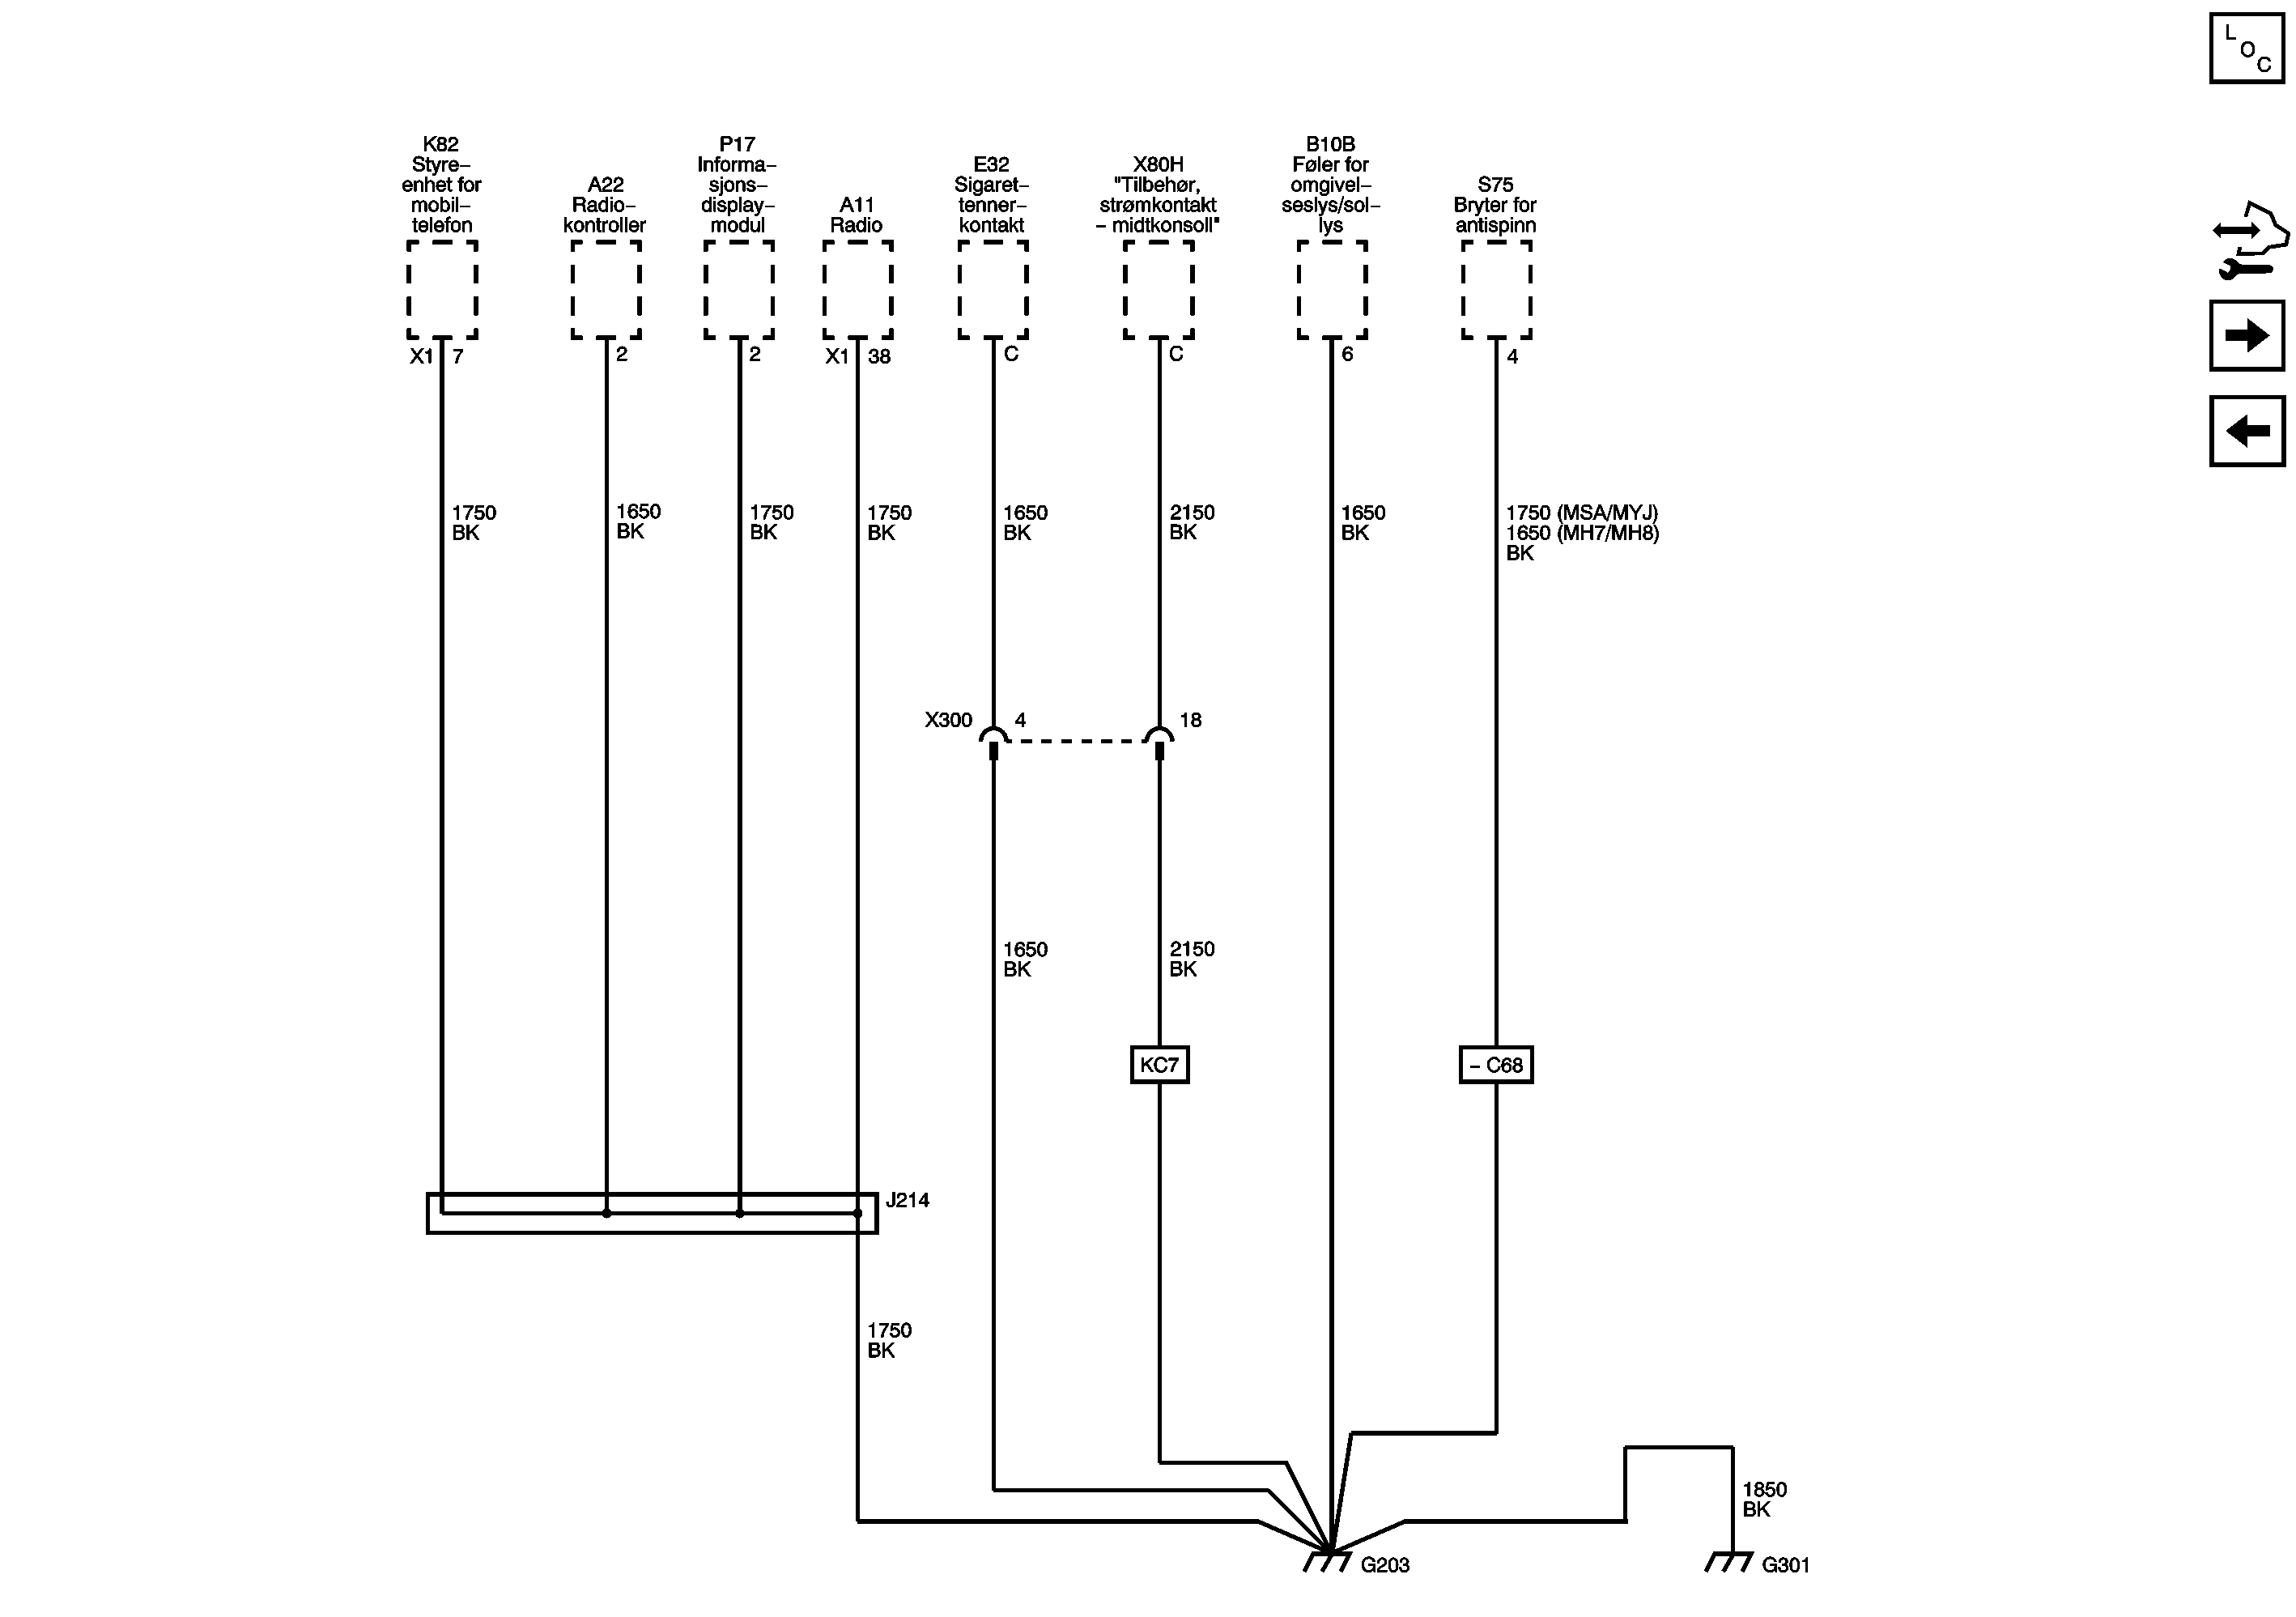 L
O
C
K82
Styre–
enhet for
mobil–
telefon
A22
Radio–
kontroller
P17
Informa–
sjons–
display–
modul
A11
Radio
E32
Sigaret–
tenner–
kontakt
X80H
"Tilbehør,
strømkontakt
– midtkonsoll"
B10B
Føler for
omgivel–
seslys/sol–
lys
S75
Bryter for
antispinn
X1 7
2
2
X1 38
C
C
6
4
1750
BK
1650
BK
1750
BK
1750
BK
1650
BK
2150
BK
1650
BK
1750 (MSA/MYJ)
1650 (MH7/MH8)
BK
X300 4
18
1650
BK
2150
BK
KC7
– C68
J214
1750
BK
1850
BK
G203
G301